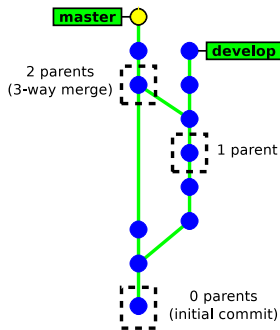 master
develop
2 parents
(3-way merge)
1 parent
0 parents
(initial commit)